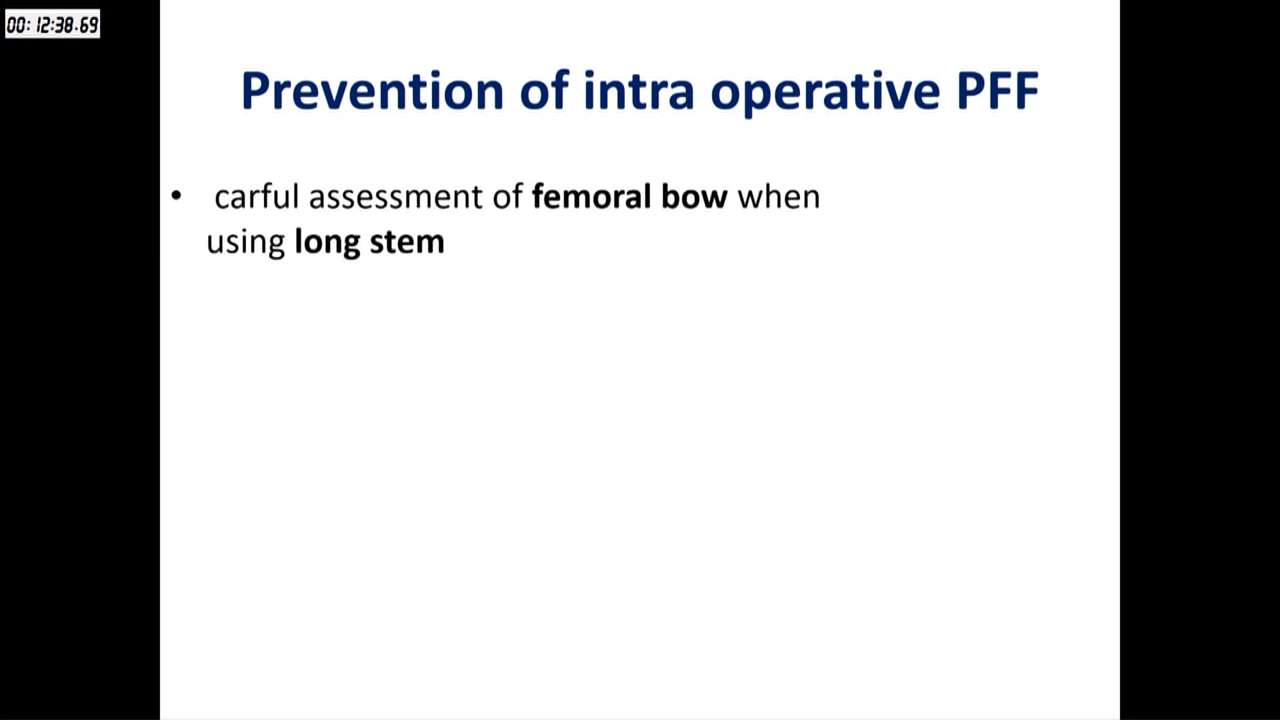 00:12:38.69
Prevention of intra operative PFF
• carful assessment of femoral bow when
using long stem